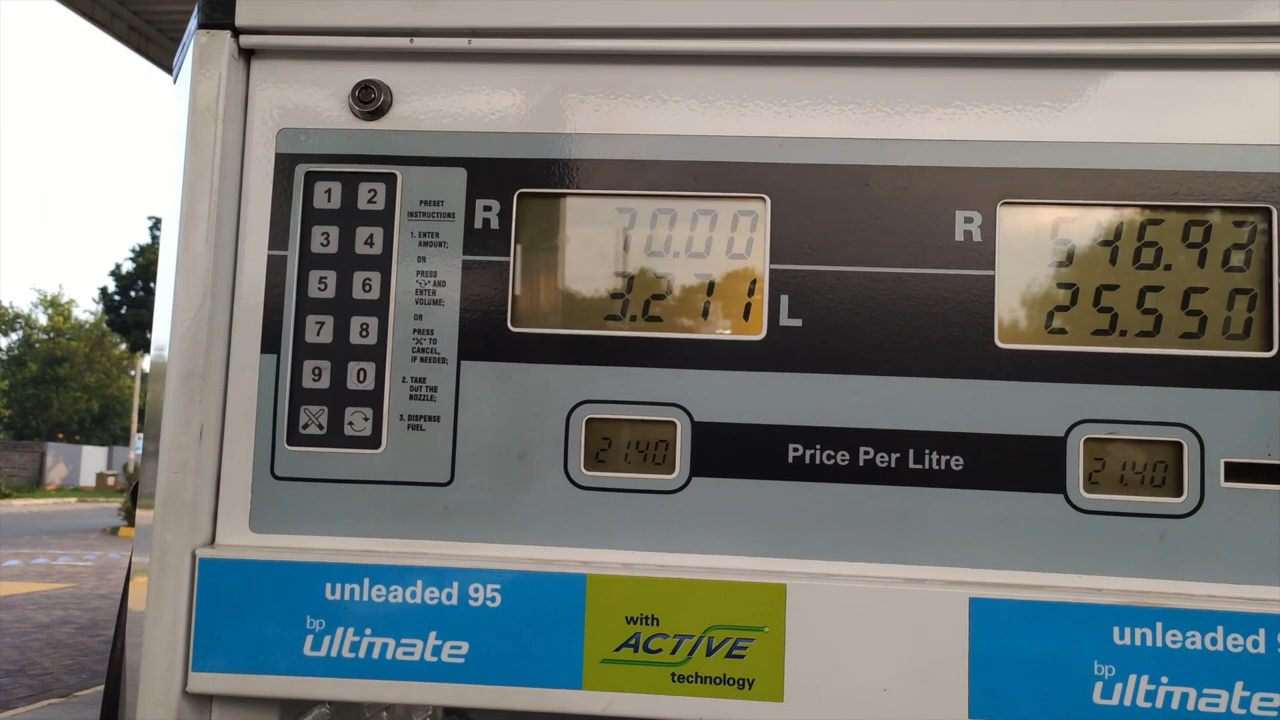 1 2
3 4
5 6
7 8
9 0
PRESET
INSTRUCTIONS
1. ENTER
AMOUNT;
OR
PRESS
"" AND
ENTER
VOLUME;
OR
PRESS
"" TO
CANCEL,
IF NEEDED;
2. TAKE
OUT THE
NOZZLE;
3. DISPENSE
FUEL.
R
70.00
3.271
L
R
25.550
21.40
Price Per Litre
21.40
unleaded 95
bp
ultimate
with
ACTIVE
technology
unleaded
bp
ultimate